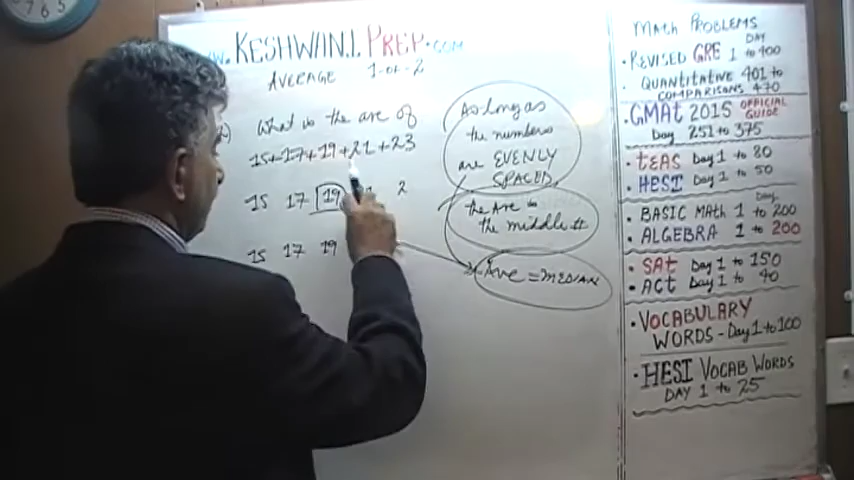 KESHWANI PREP.COM
AVERAGE 1-OF-2
What is the ave of
15+17+19+21+23
15 17 19 2
15 17 19
As long as
the numbers
are EVENLY
SPACED
the Ave is
the middle #
Ave = MEDIAN
MATH PROBLEMS
DAY
• REVISED GRE 1 to 400
• QUANTITATIVE 401 to
COMPARISONS 470
• GMAT 2015 OFFICIAL GUIDE
Day 251 to 375
• TEAS Day 1 to 80
• HESI Day 1 to 50
Day
• BASIC MATH 1 to 200
• ALGEBRA 1 to 200
• SAT Day 1 to 150
• ACT Day 1 to 40
• VOCABULARY
WORDS - Day 1 to 100
• HESI VOCAB WORDS
DAY 1 to 25
7 6 5